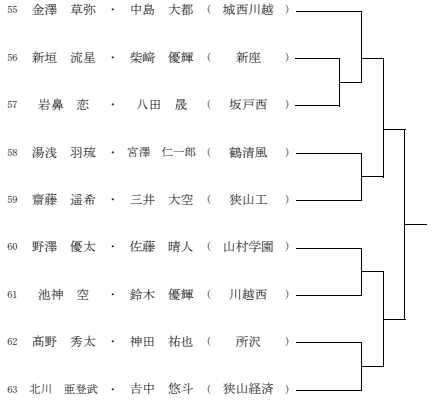 55 金澤 草弥 ・ 中島 大都 （ 城西川越 ）
56 新垣 流星 ・ 柴﨑 優輝 （ 新座 ）
57 岩鼻 恋 ・ 八田 晟 （ 坂戸西 ）
58 湯浅 羽琉 ・ 宮澤 仁一郎 （ 鶴清風 ）
59 齋藤 遥希 ・ 三井 大空 （ 狭山工 ）
60 野澤 優太 ・ 佐藤 晴人 （ 山村学園 ）
61 池神 空 ・ 鈴木 優輝 （ 川越西 ）
62 髙野 秀太 ・ 神田 祐也 （ 所沢 ）
63 北川 亜登武 ・ 𠮷中 悠斗 （ 狭山経済 ）